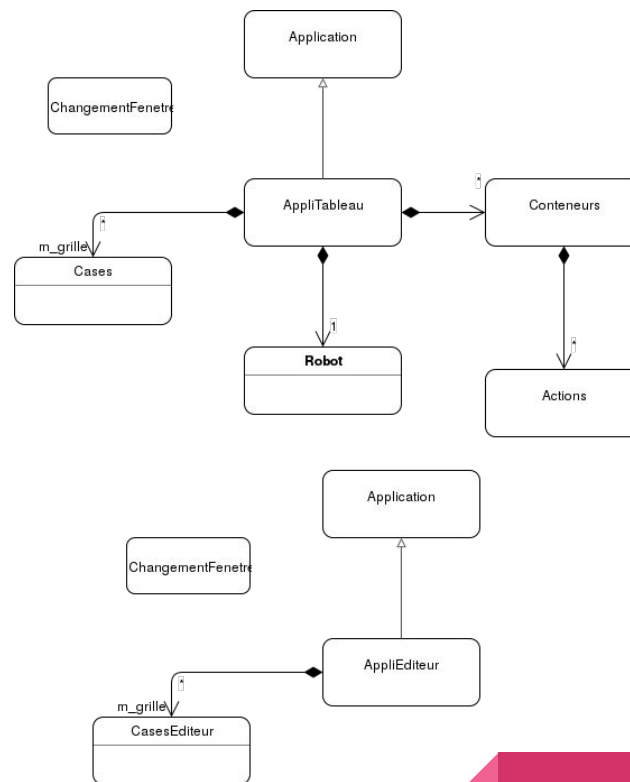 Application
ChangementFenetre
AppliTableau
*
Conteneurs
*
m_grille
Cases
1
Robot
*
Actions
Application
ChangementFenetre
AppliEditeur
*
m_grille
CasesEditeur